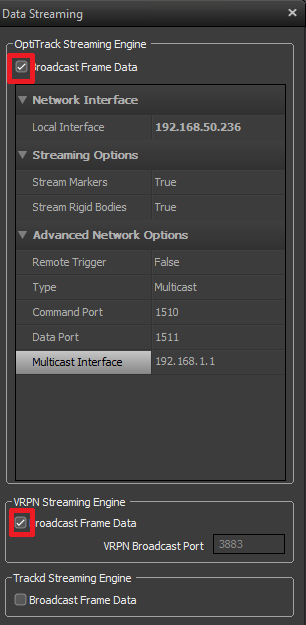 Data Streaming
OptiTrack Streaming Engine
Broadcast Frame Data
Network Interface
Local Interface 192.168.50.236
Streaming Options
Stream Markers True
Stream Rigid Bodies True
Advanced Network Options
Remote Trigger False
Type Multicast
Command Port 1510
Data Port 1511
Multicast Interface 192.168.1.1
VRPN Streaming Engine
Broadcast Frame Data
VRPN Broadcast Port 3883
Trackd Streaming Engine
Broadcast Frame Data